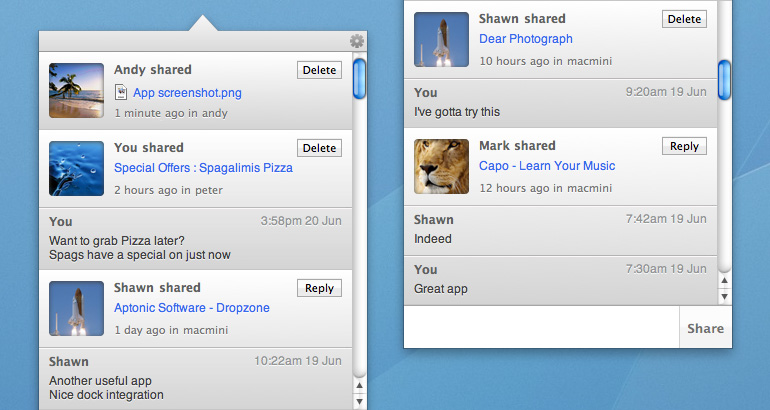 Andy shared
Delete
App screenshot.png
1 minute ago in andy
You shared
Delete
Special Offers : Spagalimis Pizza
2 hours ago in peter
You 3:58pm 20 Jun
Want to grab Pizza later?
Spags have a special on just now
Shawn shared
Reply
Aptonic Software - Dropzone
1 day ago in macmini
Shawn 10:22am 19 Jun
Another useful app
Nice dock integration
Shawn shared
Delete
Dear Photograph
10 hours ago in macmini
You 9:20am 19 Jun
I've gotta try this
Mark shared
Reply
Capo - Learn Your Music
12 hours ago in macmini
Shawn 7:42am 19 Jun
Indeed
You 7:30am 19 Jun
Great app
Share